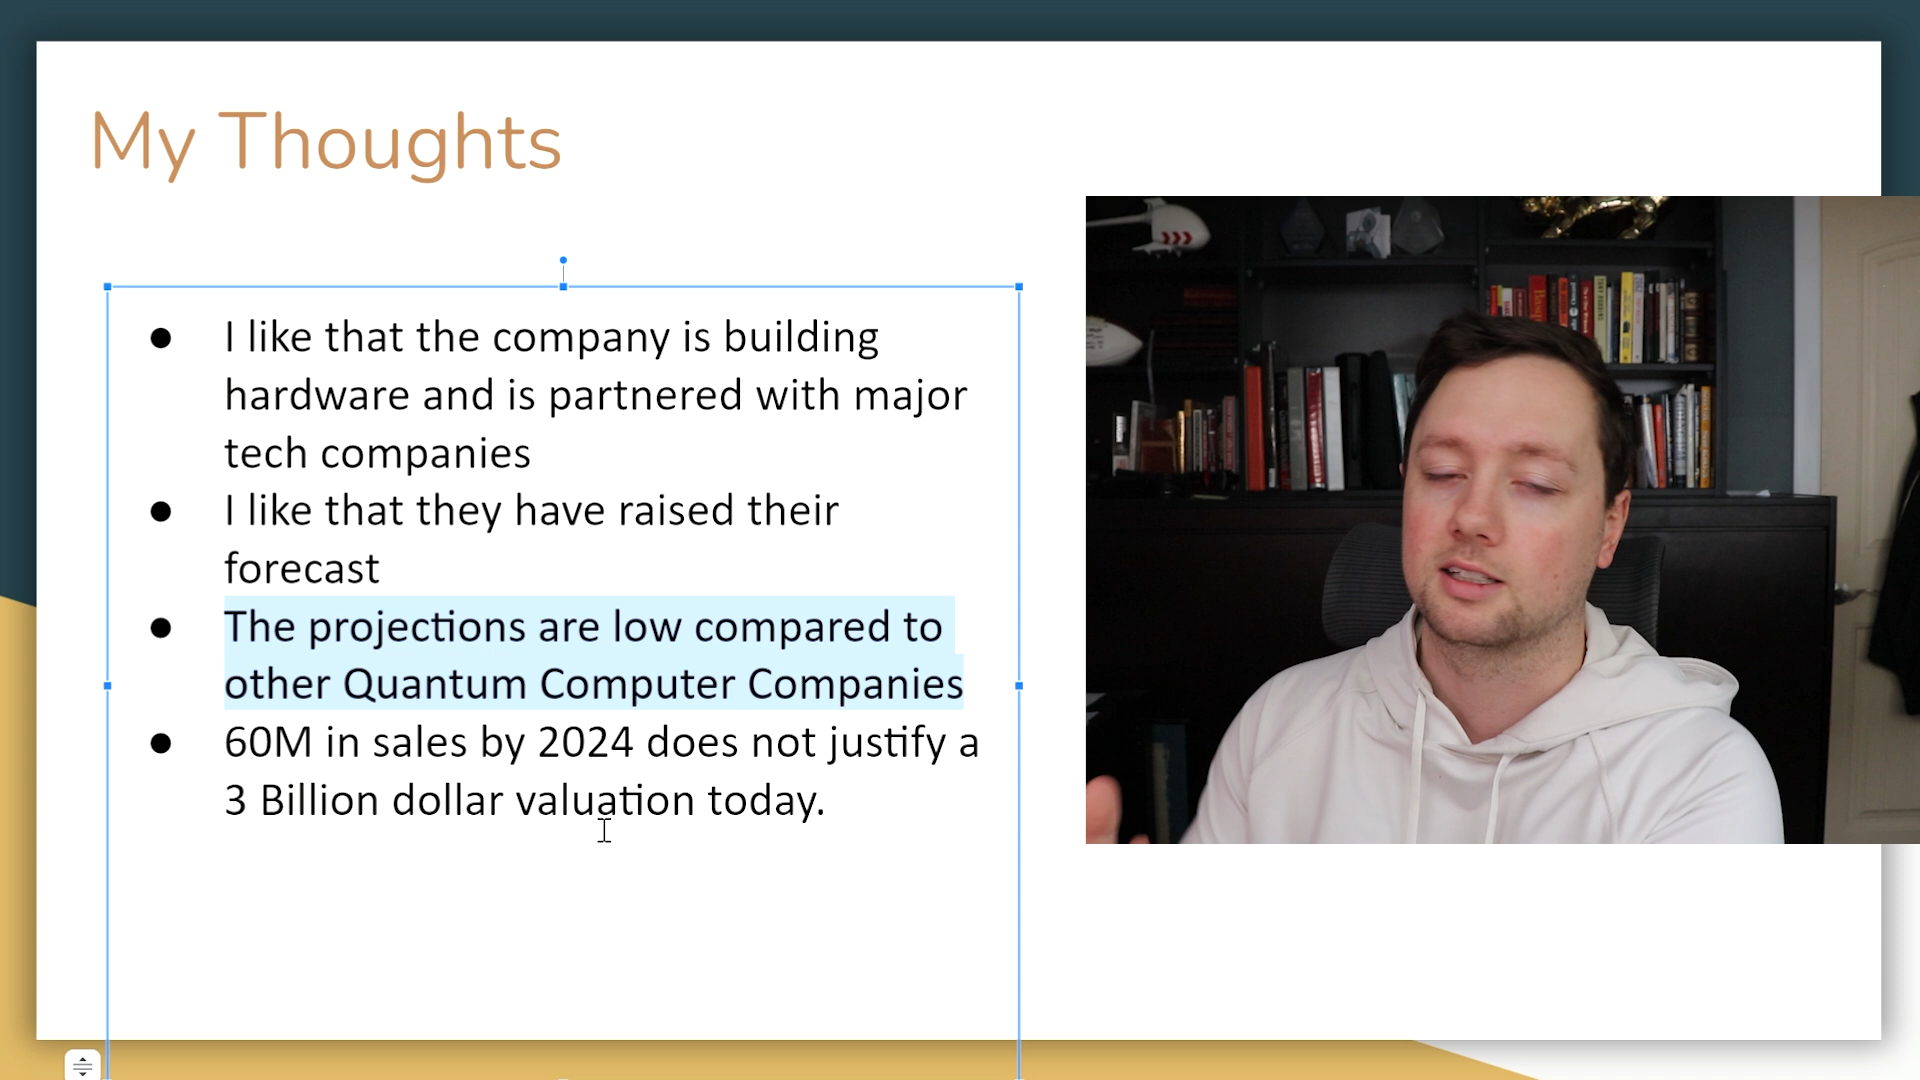 My Thoughts
● I like that the company is building
hardware and is partnered with major
tech companies
● I like that they have raised their
forecast
● The projections are low compared to
other Quantum Computer Companies
● 60M in sales by 2024 does not justify a
3 Billion dollar valuation today.